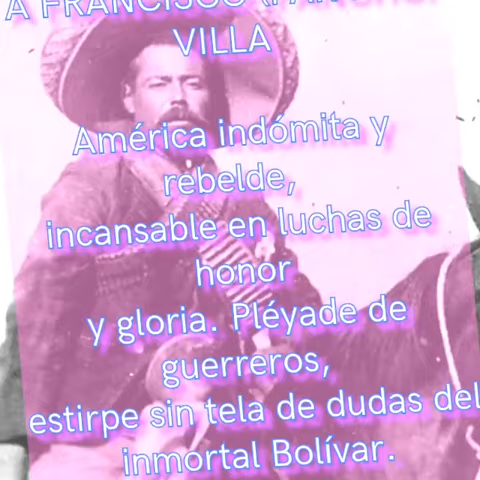 A FRANCISCO
VILLA
América indómita y
rebelde,
incansable en luchas de
honor
y gloria. Pléyade de
guerreros,
estirpe sin tela de dudas del
inmortal Bolívar.